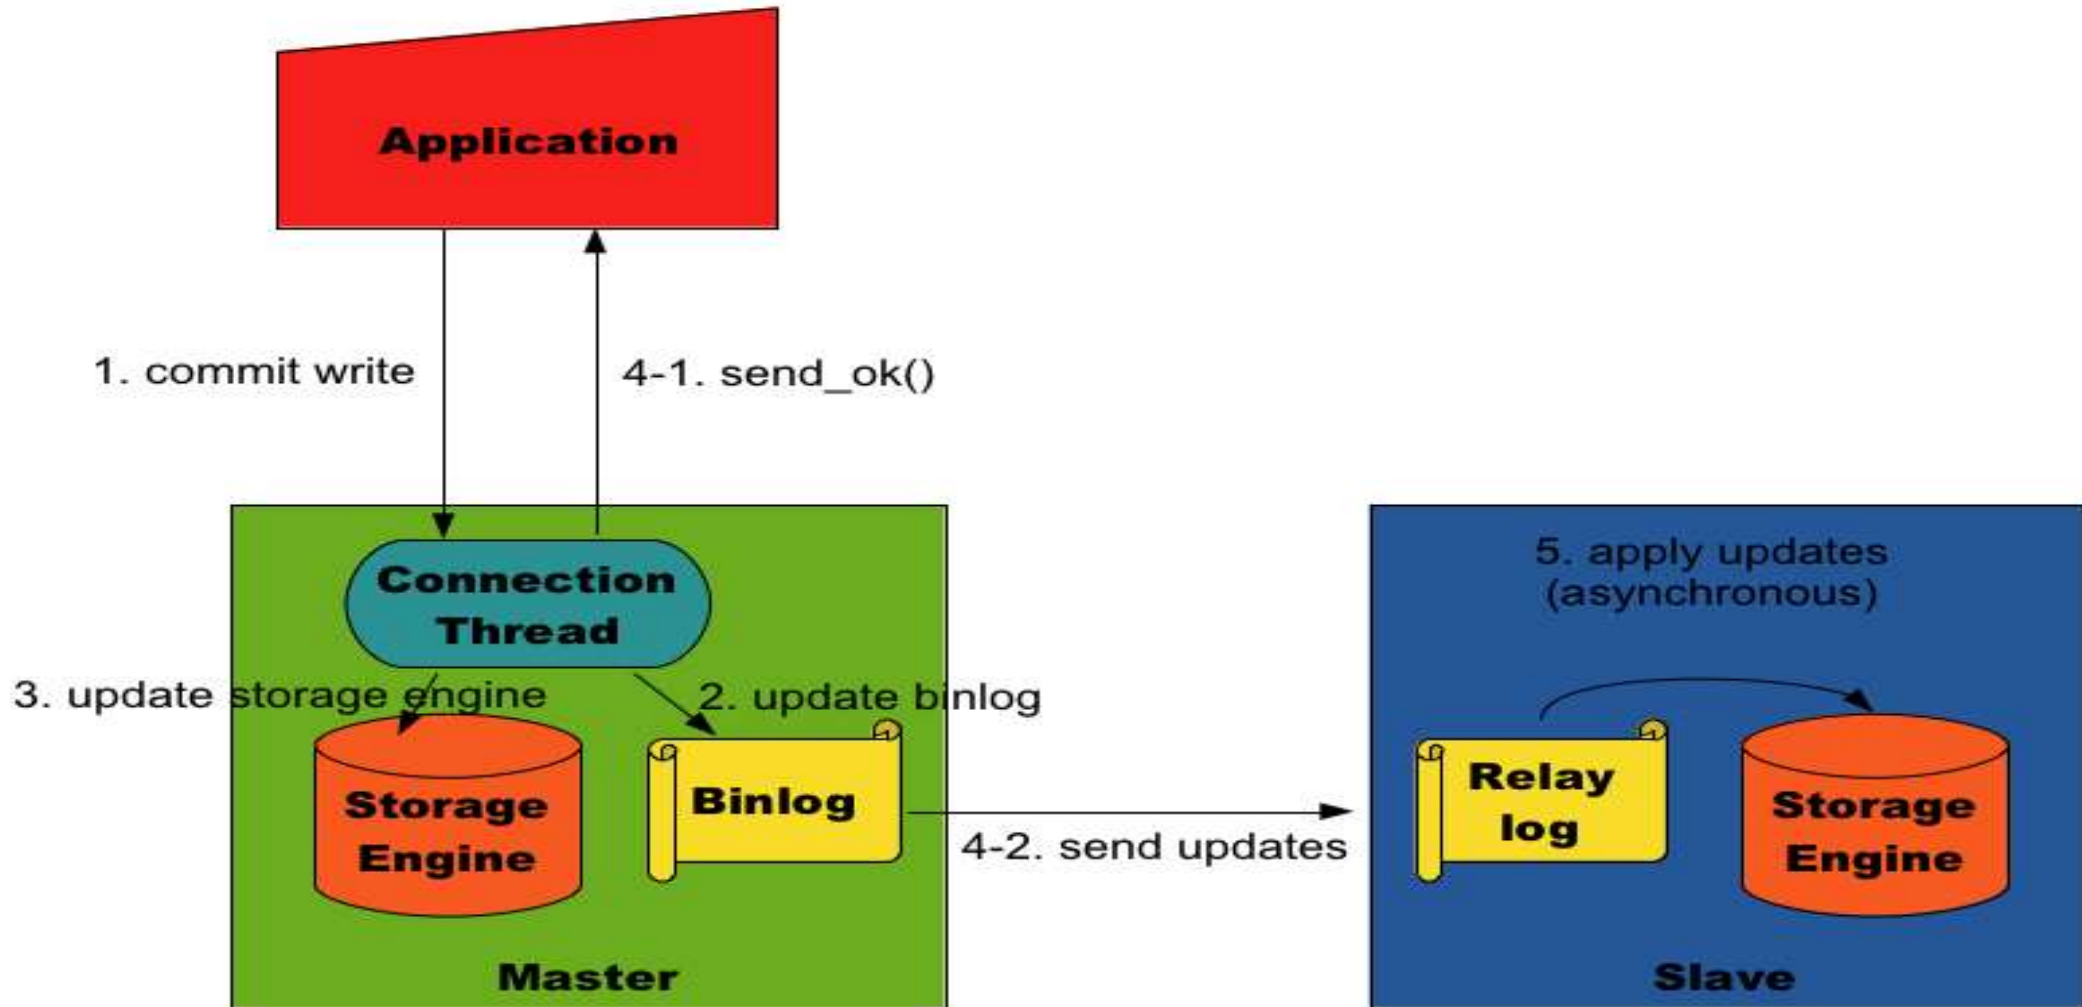 Application
1. commit write
4-1. send_ok()
Connection
Thread
3. update storage engine
2. update binlog
Storage
Engine
Binlog
4-2. send updates
Master
5. apply updates
(asynchronous)
Relay
log
Storage
Engine
Slave